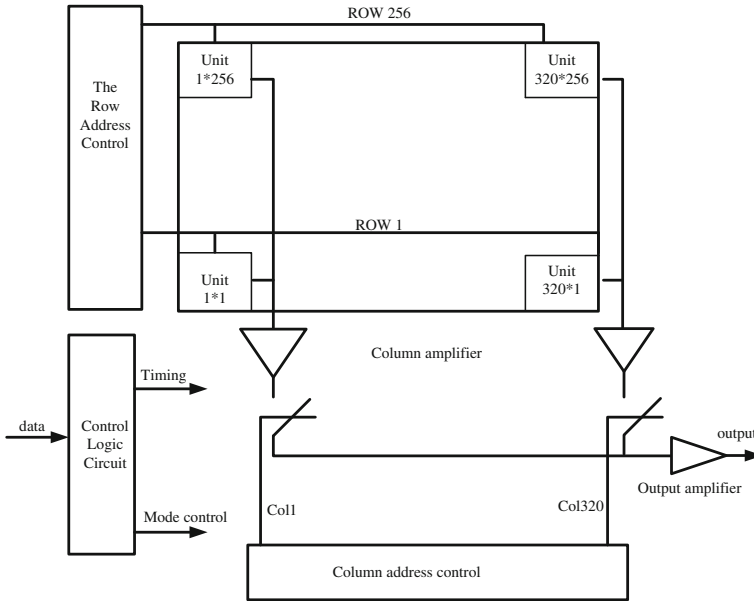 ROW 256
The
Row
Address
Control
Unit
1*256
Unit
320*256
ROW 1
Unit
1*1
Unit
320*1
Column amplifier
Timing
data
Control
Logic
Circuit
Mode control
output
Output amplifier
Col1
Col320
Column address control